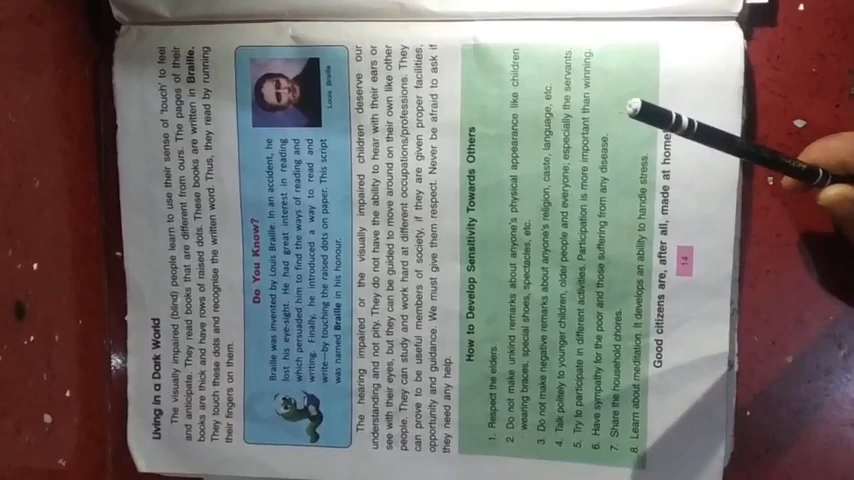 Living in a Dark World
The visually impaired (blind) people learn to use their sense of 'touch' to feel
and anticipate. They read books that are different from ours. The pages of their
books are thick and have rows of raised dots. These books are written in Braille.
They touch these dots and recognise the written word. Thus, they read by running
their fingers on them.
Do You Know?
Braille was invented by Louis Braille. In an accident, he
lost his eye-sight. He had great interest in reading
which persuaded him to find the ways of reading and
writing. Finally, he introduced a way to read and
write—by touching the raised dots on paper. This script
was named Braille in his honour.
Louis Braille
The hearing impaired or the visually impaired children deserve our
understanding and not pity. They do not have the ability to hear with their ears or
see with their eyes, but they can be guided to move around on their own like other
people. They can study and work hard at different occupations/professions. They
can prove to be useful members of society, if they are given proper facilities,
opportunity and guidance. We must give them respect. Never be afraid to ask if
they need any help.
How to Develop Sensitivity Towards Others
1. Respect the elders.
2. Do not make unkind remarks about anyone's physical appearance like children
wearing braces, special shoes, spectacles, etc.
3. Do not make negative remarks about anyone's religion, caste, language, etc.
4. Talk politely to younger children, older people and everyone; especially the servants.
5. Try to participate in different activities. Participation is more important than winning.
6. Have sympathy for the poor and those suffering from any disease.
7. Share the household chores.
8. Learn about meditation. It develops an ability to handle stress.
Good citizens are, after all, made at home
14